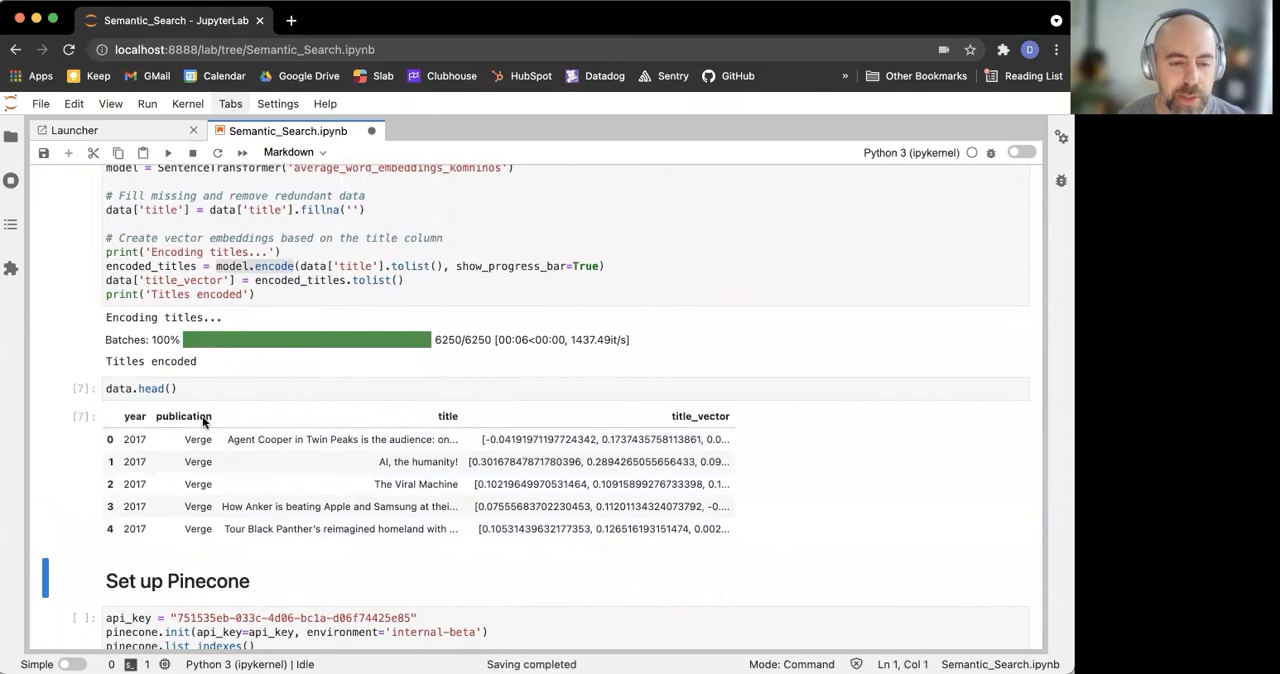 Semantic_Search - JupyterLab
localhost:8888/lab/tree/Semantic_Search.ipynb
D
Apps Keep GMail Calendar Google Drive Slab Clubhouse HubSpot Datadog Sentry GitHub » Other Bookmarks Reading List
File Edit View Run Kernel Tabs Settings Help
Launcher Semantic_Search.ipynb
Markdown Python 3 (ipykernel)
model = SentenceTransformer('average_word_embeddings_komninos')
# Fill missing and remove redundant data
data['title'] = data['title'].fillna('')
# Create vector embeddings based on the title column
print('Encoding titles...')
encoded_titles = model.encode(data['title'].tolist(), show_progress_bar=True)
data['title_vector'] = encoded_titles.tolist()
print('Titles encoded')
Encoding titles...
Batches: 100% 6250/6250 [00:06<00:00, 1437.49it/s]
Titles encoded
[7]: data.head()
[7]: year publication title title_vector
0 2017 Verge Agent Cooper in Twin Peaks is the audience: on... [-0.04191971197724342, 0.1737435758113861, 0.0...
1 2017 Verge AI, the humanity! [0.30167847871780396, 0.2894265055656433, 0.09...
2 2017 Verge The Viral Machine [0.10219649970531464, 0.10915899276733398, 0.1...
3 2017 Verge How Anker is beating Apple and Samsung at thei... [0.07555683702230453, 0.11201134324073792, -0....
4 2017 Verge Tour Black Panther's reimagined homeland with ... [0.10531439632177353, 0.126516193151474, 0.002...
Set up Pinecone
[ ]: api_key = "751535eb-033c-4d06-bc1a-d06f74425e85"
pinecone.init(api_key=api_key, environment='internal-beta')
pinecone.list_indexes()
Simple 0 1 Python 3 (ipykernel) | Idle Saving completed Mode: Command Ln 1, Col 1 Semantic_Search.ipynb